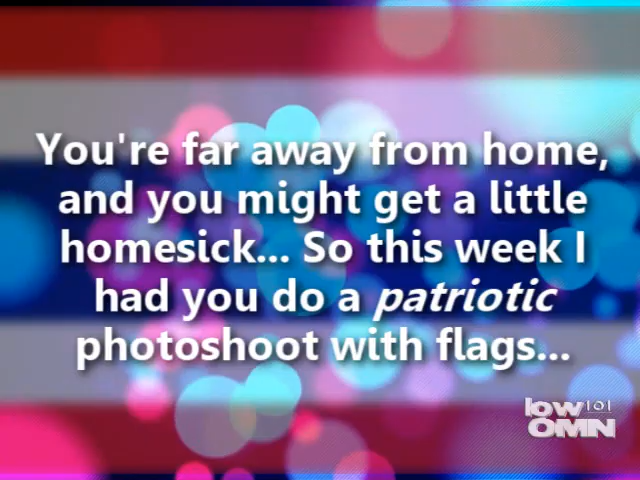 You're far away from home,
and you might get a little
homesick... So this week I
had you do a patriotic
photoshoot with flags...
low 101
OMN